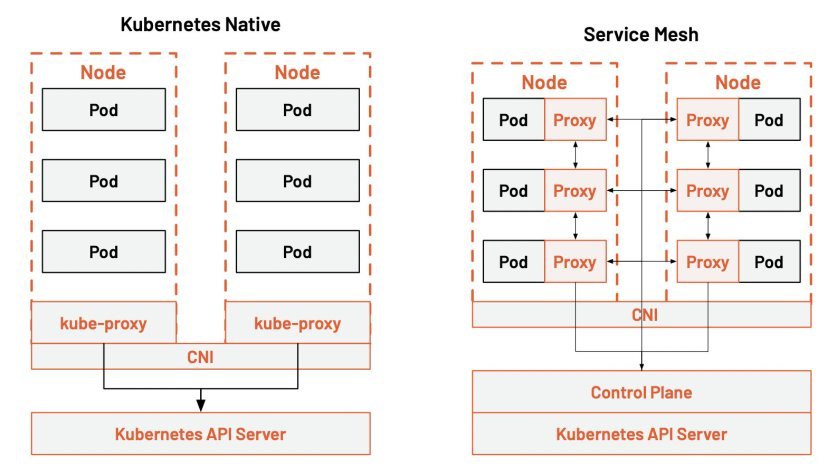 Kubernetes Native
Node
Node
Pod
Pod
Pod
Pod
Pod
Pod
kube-proxy
kube-proxy
CNI
Kubernetes API Server
Service Mesh
Node
Node
Pod Proxy
Proxy Pod
Pod Proxy
Proxy Pod
Pod Proxy
Proxy Pod
CNI
Control Plane
Kubernetes API Server